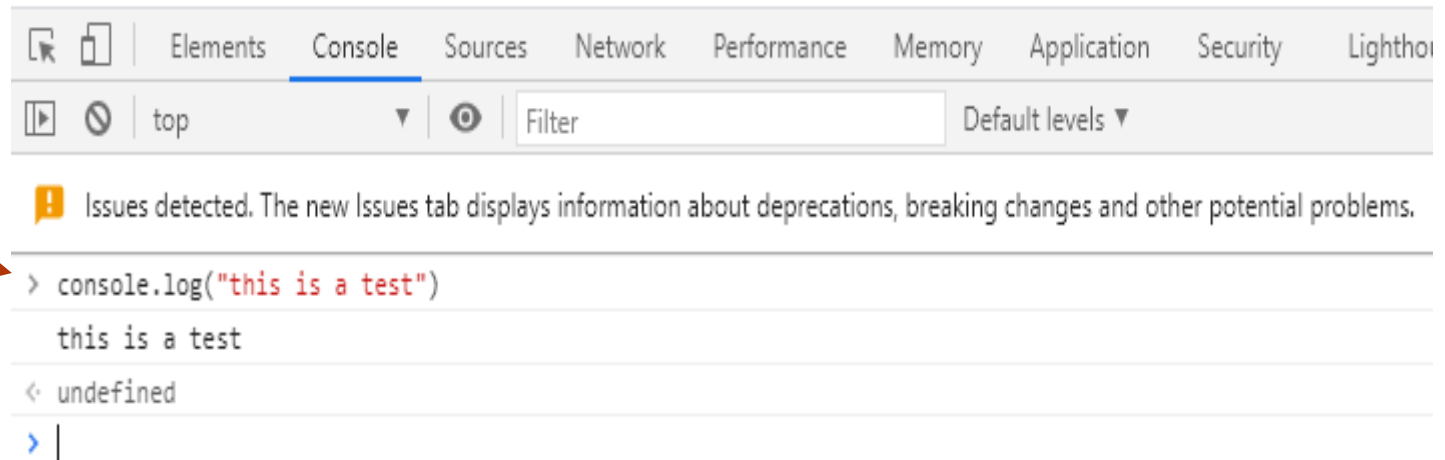 Elements Console Sources Network Performance Memory Application Security Lighthou
top Filter Default levels
Issues detected. The new Issues tab displays information about deprecations, breaking changes and other potential problems.
> console.log("this is a test")
this is a test
undefined
>